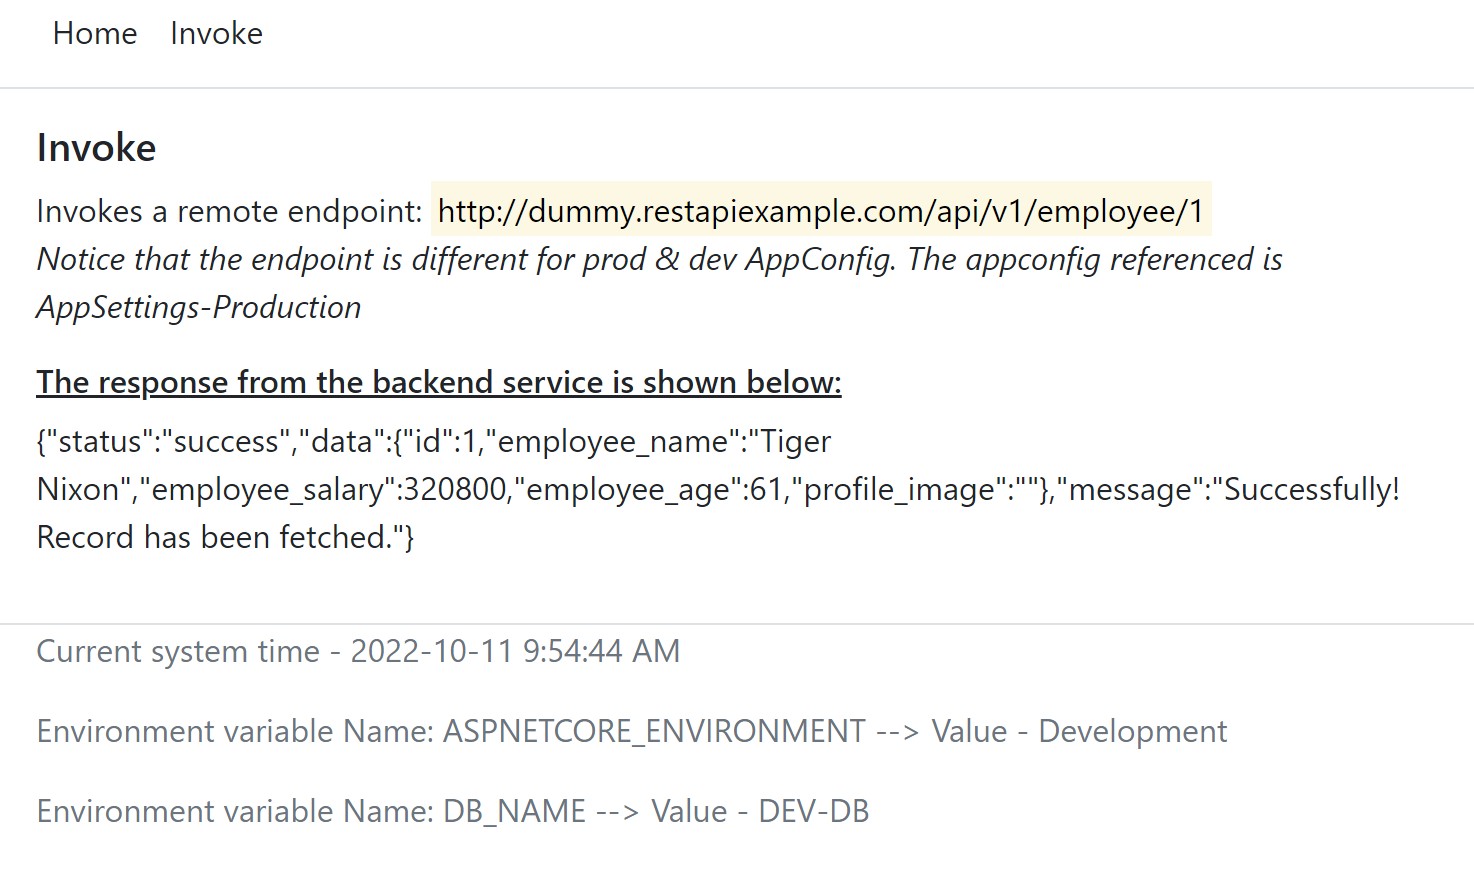 Home Invoke
Invoke
Invokes a remote endpoint: http://dummy.restapiexample.com/api/v1/employee/1
Notice that the endpoint is different for prod & dev AppConfig. The appconfig referenced is
AppSettings-Production
The response from the backend service is shown below:
{"status":"success","data":{"id":1,"employee_name":"Tiger
Nixon","employee_salary":320800,"employee_age":61,"profile_image":""},"message":"Successfully!
Record has been fetched."}
Current system time - 2022-10-11 9:54:44 AM
Environment variable Name: ASPNETCORE_ENVIRONMENT --> Value - Development
Environment variable Name: DB_NAME --> Value - DEV-DB